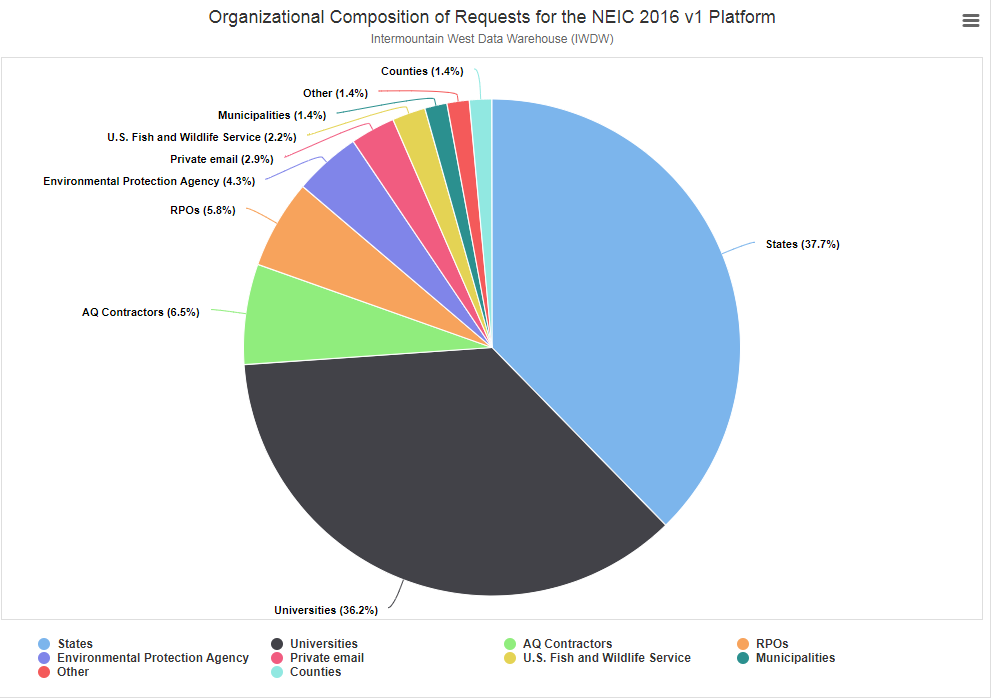 Organizational Composition of Requests for the NEIC 2016 v1 Platform
Intermountain West Data Warehouse (IWDW)
Counties (1.4%)
Other (1.4%)
Municipalities (1.4%)
U.S. Fish and Wildlife Service (2.2%)
Private email (2.9%)
Environmental Protection Agency (4.3%)
RPOs (5.8%)
States (37.7%)
AQ Contractors (6.5%)
Universities (36.2%)
States Universities AQ Contractors RPOs
Environmental Protection Agency Private email U.S. Fish and Wildlife Service Municipalities
Other Counties